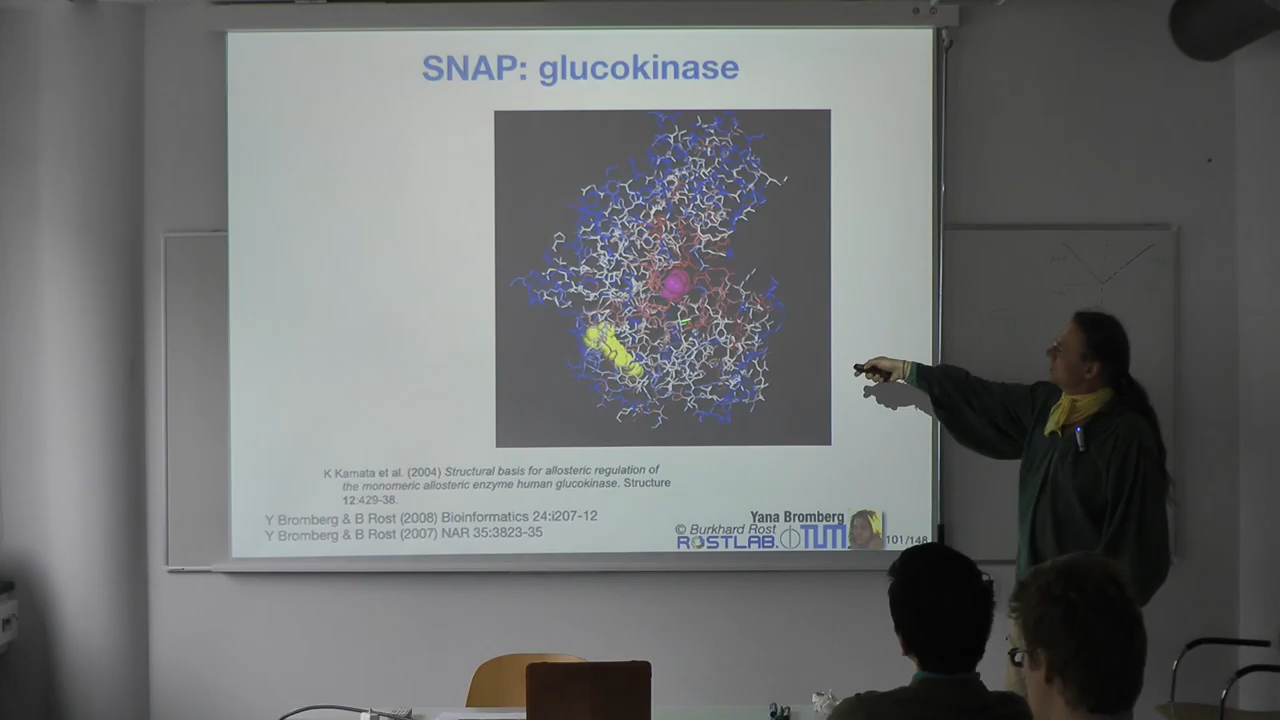 SNAP: glucokinase
K Kamata et al. (2004) Structural basis for allosteric regulation of
the monomeric allosteric enzyme human glucokinase. Structure
12:429-38.
Y Bromberg & B Rost (2008) Bioinformatics 24:i207-12
Y Bromberg & B Rost (2007) NAR 35:3823-35
Yana Bromberg
© Burkhard Rost
ROSTLAB.
TUM
101/148